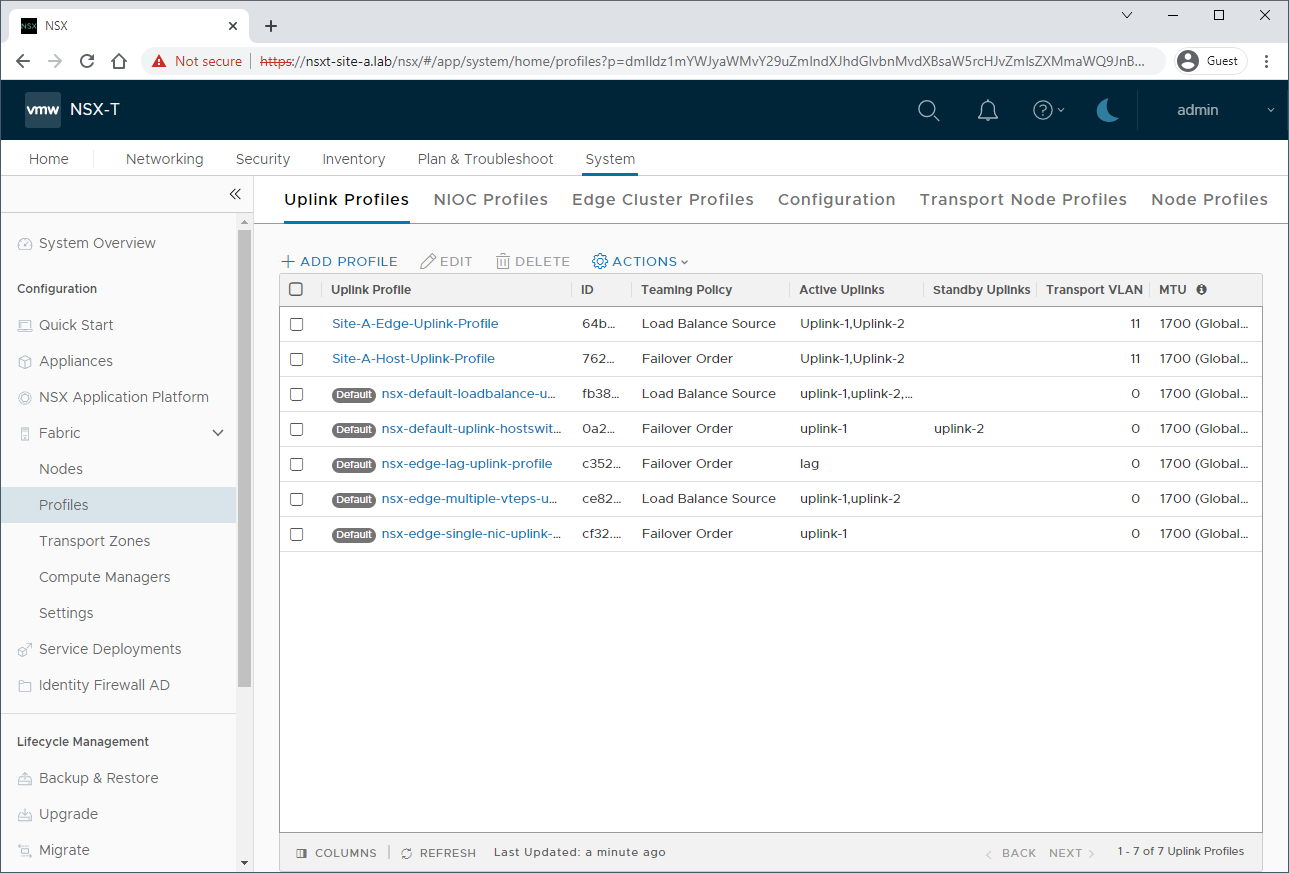 NSX NSX
Not secure https://nsxt-site-a.lab/nsx/#/app/system/home/profiles?p=dmlldz1mYWJyaWMvY29uZmlndXJhdGlvbnMvdXBsaW5rcHJvZmlsZXMmaWQ9JnB... Guest
vmw NSX-T admin
Home Networking Security Inventory Plan & Troubleshoot System
Uplink Profiles NIOC Profiles Edge Cluster Profiles Configuration Transport Node Profiles Node Profiles
System Overview
Configuration
Quick Start
Appliances
NSX Application Platform
Fabric
Nodes
Profiles
Transport Zones
Compute Managers
Settings
Service Deployments
Identity Firewall AD
Lifecycle Management
Backup & Restore
Upgrade
Migrate
+ ADD PROFILE EDIT DELETE ACTIONS
Uplink Profile ID Teaming Policy Active Uplinks Standby Uplinks Transport VLAN MTU
Site-A-Edge-Uplink-Profile 64b... Load Balance Source Uplink-1,Uplink-2 11 1700 (Global...
Site-A-Host-Uplink-Profile 762... Failover Order Uplink-1,Uplink-2 11 1700 (Global...
Default nsx-default-loadbalance-u... fb38... Load Balance Source uplink-1,uplink-2,... 0 1700 (Global...
Default nsx-default-uplink-hostswit... 0a2... Failover Order uplink-1 uplink-2 0 1700 (Global...
Default nsx-edge-lag-uplink-profile c352... Failover Order lag 0 1700 (Global...
Default nsx-edge-multiple-vteps-u... ce82... Load Balance Source uplink-1,uplink-2 0 1700 (Global...
Default nsx-edge-single-nic-uplink-... cf32.... Failover Order uplink-1 0 1700 (Global...
COLUMNS REFRESH Last Updated: a minute ago BACK NEXT 1 - 7 of 7 Uplink Profiles